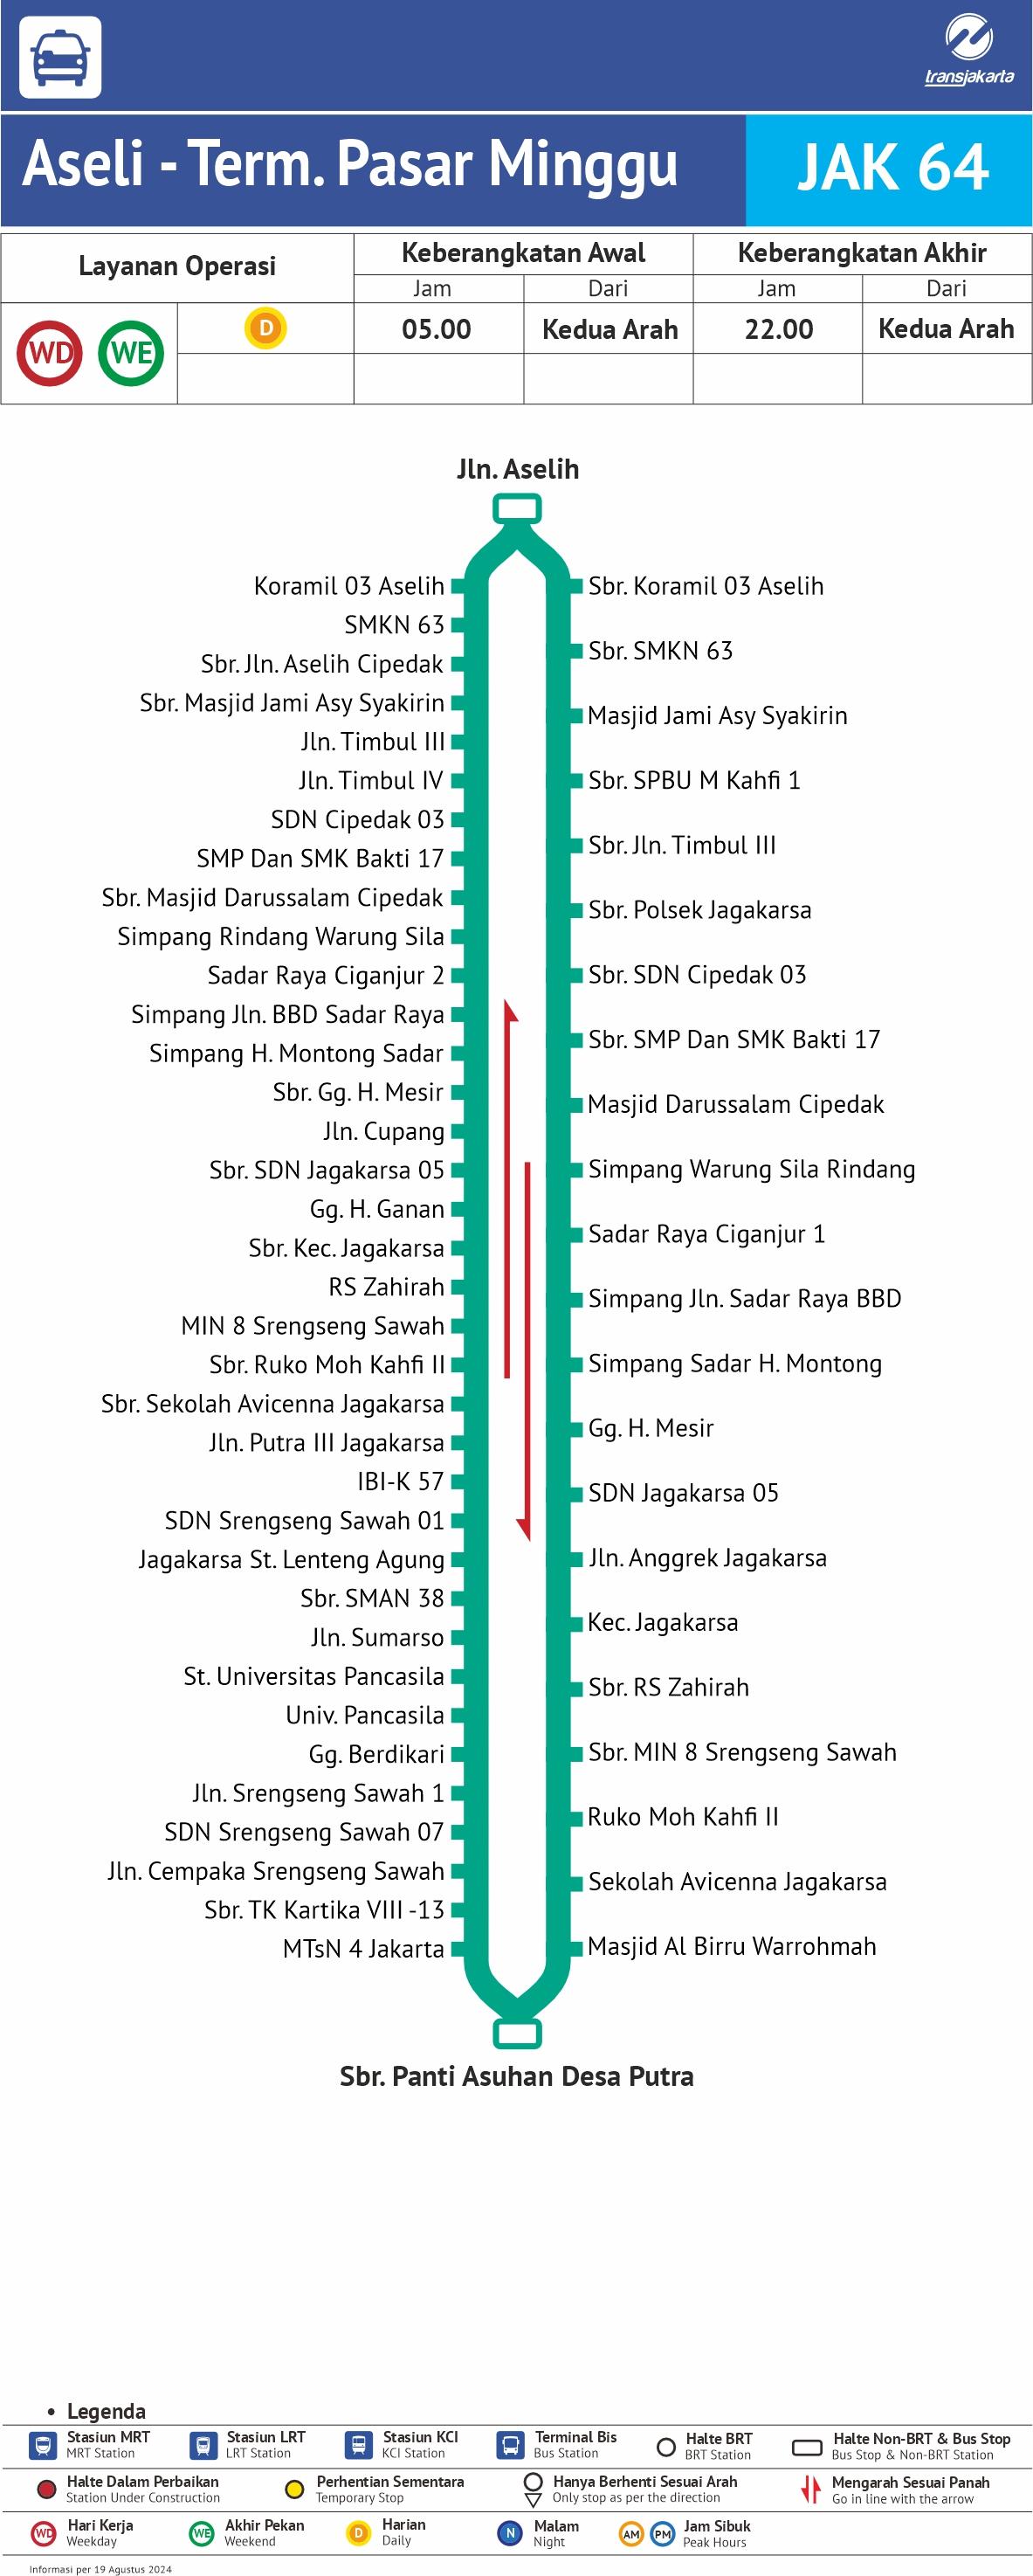 transjakarta
Aseli - Term. Pasar Minggu
JAK 64
Layanan Operasi
Keberangkatan Awal
Keberangkatan Akhir
Jam
Dari
Jam
Dari
WD
WE
D
05.00
Kedua Arah
22.00
Kedua Arah
Jln. Aselih
Koramil 03 Aselih
SMKN 63
Sbr. Jln. Aselih Cipedak
Sbr. Masjid Jami Asy Syakirin
Jln. Timbul III
Jln. Timbul IV
SDN Cipedak 03
SMP Dan SMK Bakti 17
Sbr. Masjid Darussalam Cipedak
Simpang Rindang Warung Sila
Sadar Raya Ciganjur 2
Simpang Jln. BBD Sadar Raya
Simpang H. Montong Sadar
Sbr. Gg. H. Mesir
Jln. Cupang
Sbr. SDN Jagakarsa 05
Gg. H. Ganan
Sbr. Kec. Jagakarsa
RS Zahirah
MIN 8 Srengseng Sawah
Sbr. Ruko Moh Kahfi II
Sbr. Sekolah Avicenna Jagakarsa
Jln. Putra III Jagakarsa
IBI-K 57
SDN Srengseng Sawah 01
Jagakarsa St. Lenteng Agung
Sbr. SMAN 38
Jln. Sumarso
St. Universitas Pancasila
Univ. Pancasila
Gg. Berdikari
Jln. Srengseng Sawah 1
SDN Srengseng Sawah 07
Jln. Cempaka Srengseng Sawah
Sbr. TK Kartika VIII -13
MTsN 4 Jakarta
Sbr. Koramil 03 Aselih
Sbr. SMKN 63
Masjid Jami Asy Syakirin
Sbr. SPBU M Kahfi 1
Sbr. Jln. Timbul III
Sbr. Polsek Jagakarsa
Sbr. SDN Cipedak 03
Sbr. SMP Dan SMK Bakti 17
Masjid Darussalam Cipedak
Simpang Warung Sila Rindang
Sadar Raya Ciganjur 1
Simpang Jln. Sadar Raya BBD
Simpang Sadar H. Montong
Gg. H. Mesir
SDN Jagakarsa 05
Jln. Anggrek Jagakarsa
Kec. Jagakarsa
Sbr. RS Zahirah
Sbr. MIN 8 Srengseng Sawah
Ruko Moh Kahfi II
Sekolah Avicenna Jagakarsa
Masjid Al Birru Warrohmah
Sbr. Panti Asuhan Desa Putra
• Legenda
Stasiun MRT
MRT Station
Stasiun LRT
LRT Station
Stasiun KCI
KCI Station
Terminal Bis
Bus Station
Halte BRT
BRT Station
Halte Non-BRT & Bus Stop
Bus Stop & Non-BRT Station
Halte Dalam Perbaikan
Station Under Construction
Perhentian Sementara
Temporary Stop
Hanya Berhenti Sesuai Arah
Only stop as per the direction
Mengarah Sesuai Panah
Go in line with the arrow
WD
Hari Kerja
Weekday
WE
Akhir Pekan
Weekend
D
Harian
Daily
N
Malam
Night
AM
PM
Jam Sibuk
Peak Hours
Informasi per 19 Agustus 2024